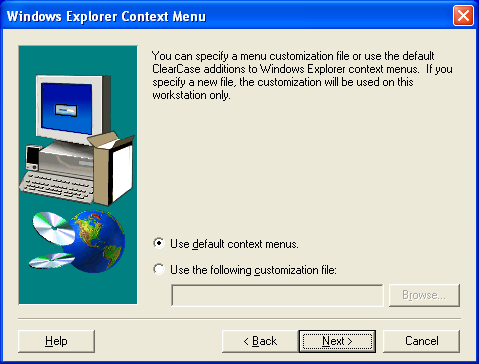 Windows Explorer Context Menu
You can specify a menu customization file or use the default
ClearCase additions to Windows Explorer context menus. If you
specify a new file, the customization will be used on this
workstation only.
Use default context menus.
Use the following customization file:
Browse...
Help
< Back
Next >
Cancel